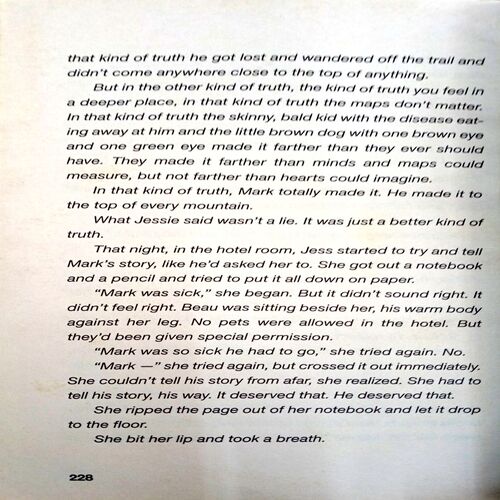 that kind of truth he got lost and wandered off the trail and
didn't come anywhere close to the top of anything.
But in the other kind of truth, the kind of truth you feel in
a deeper place, in that kind of truth the maps don't matter.
In that kind of truth the skinny, bald kid with the disease eat-
ing away at him and the little brown dog with one brown eye
and one green eye made it farther than they ever should
have. They made it farther than minds and maps could
measure, but not farther than hearts could imagine.
In that kind of truth, Mark totally made it. He made it to
the top of every mountain.
What Jessie said wasn't a lie. It was just a better kind of
truth.
That night, in the hotel room, Jess started to try and tell
Mark's story, like he'd asked her to. She got out a notebook
and a pencil and tried to put it all down on paper.
"Mark was sick," she began. But it didn't sound right. It
didn't feel right. Beau was sitting beside her, his warm body
against her leg. No pets were allowed in the hotel. But
they'd been given special permission.
"Mark was so sick he had to go," she tried again. No.
"Mark —" she tried again, but crossed it out immediately.
She couldn't tell his story from afar, she realized. She had to
tell his story, his way. It deserved that. He deserved that.
She ripped the page out of her notebook and let it drop
to the floor.
She bit her lip and took a breath.
228